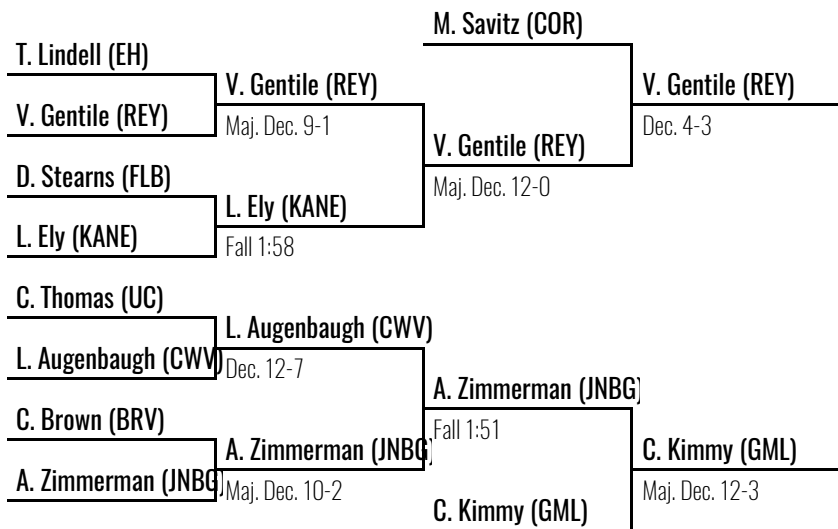 M. Savitz (COR)
T. Lindell (EH)
V. Gentile (REY)
V. Gentile (REY)
V. Gentile (REY)
Maj. Dec. 9-1
Dec. 4-3
V. Gentile (REY)
D. Stearns (FLB)
Maj. Dec. 12-0
L. Ely (KANE)
L. Ely (KANE)
Fall 1:58
C. Thomas (UC)
L. Augenbaugh (CWV)
L. Augenbaugh (CWV)
Dec. 12-7
A. Zimmerman (JNBG)
C. Brown (BRV)
Fall 1:51
A. Zimmerman (JNBG)
C. Kimmy (GML)
A. Zimmerman (JNBG)
Maj. Dec. 10-2
Maj. Dec. 12-3
C. Kimmy (GML)